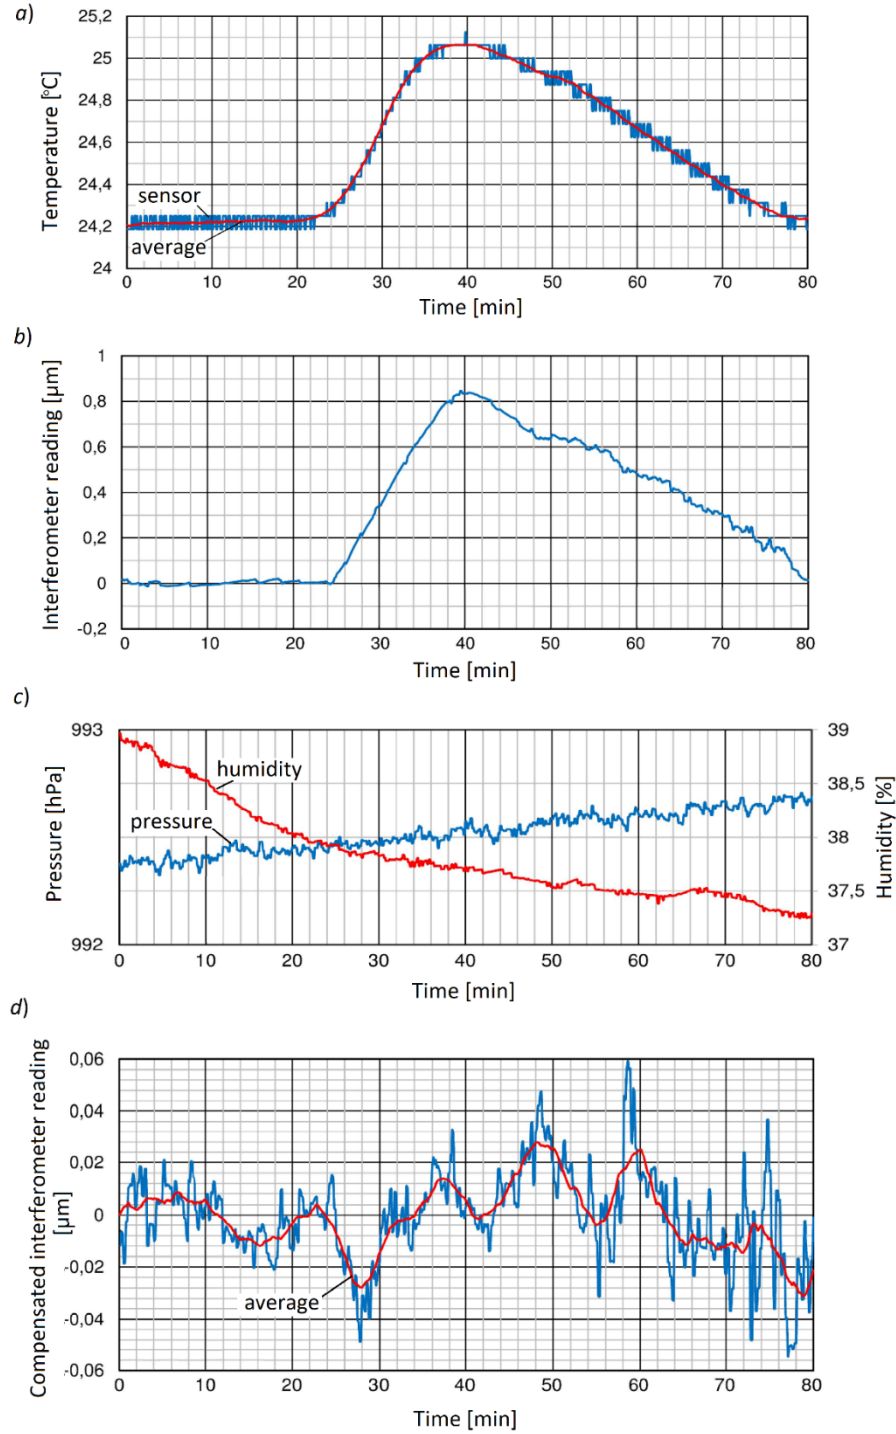 a)
25,2
25
24,8
24,6
24,4
24,2
24
Temperature [°C]
sensor
average
0 10 20 30 40 50 60 70 80
Time [min]
b)
1
0,8
0,6
0,4
0,2
0
-0,2
Interferometer reading [µm]
0 10 20 30 40 50 60 70 80
Time [min]
c)
993
992
Pressure [hPa]
humidity
pressure
39
38,5
38
37,5
37
Humidity [%]
0 10 20 30 40 50 60 70 80
Time [min]
d)
0,06
0,04
0,02
0
-0,02
-0,04
-0,06
Compensated interferometer reading
[µm]
average
0 10 20 30 40 50 60 70 80
Time [min]